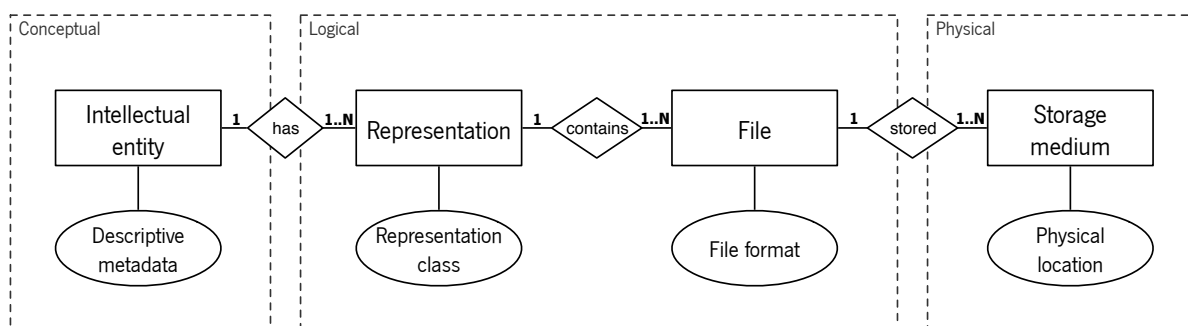 Conceptual
Logical
Physical
Intellectual
entity
1
has
1..N
Representation
1
contains
1..N
File
1
stored
1..N
Storage
medium
Descriptive
metadata
Representation
class
File format
Physical
location